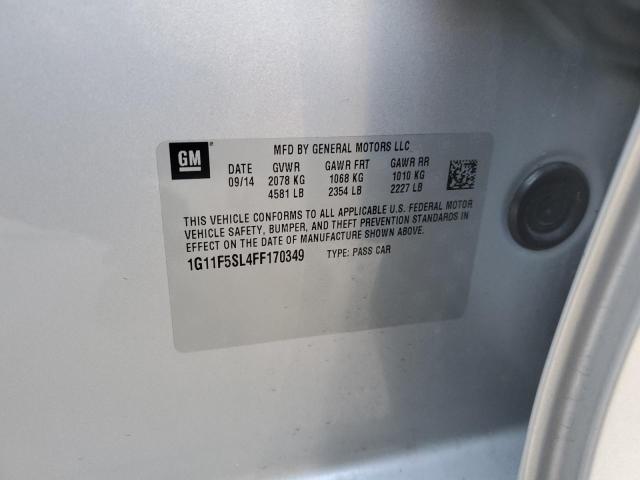 GM
MFD BY GENERAL MOTORS LLC
DATE GVWR GAWR FRT GAWR RR
09/14 2078 KG 1068 KG 1010 KG
4581 LB 2354 LB 2227 LB
THIS VEHICLE CONFORMS TO ALL APPLICABLE U.S. FEDERAL MOTOR
VEHICLE SAFETY, BUMPER, AND THEFT PREVENTION STANDARDS IN
EFFECT ON THE DATE OF MANUFACTURE SHOWN ABOVE.
1G11F5SL4FF170349 TYPE: PASS CAR